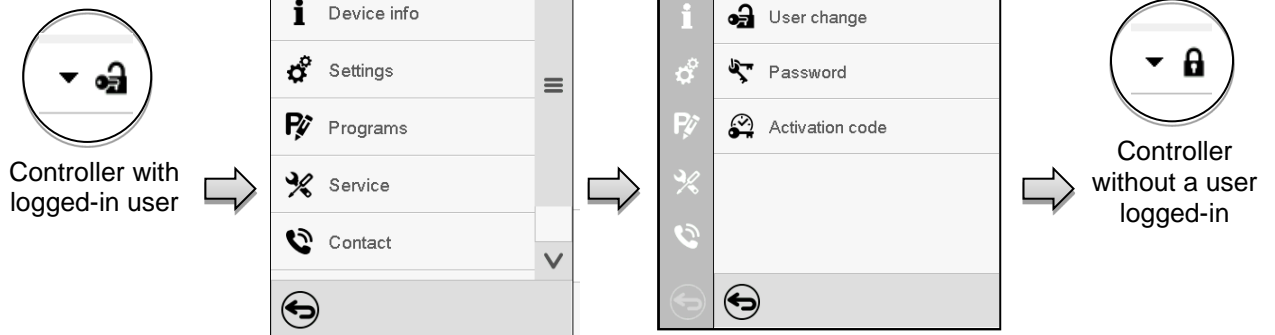 Controller with
logged-in user
Device info
Settings
Programs
Service
Contact
User change
Password
Activation code
Controller
without a user
logged-in